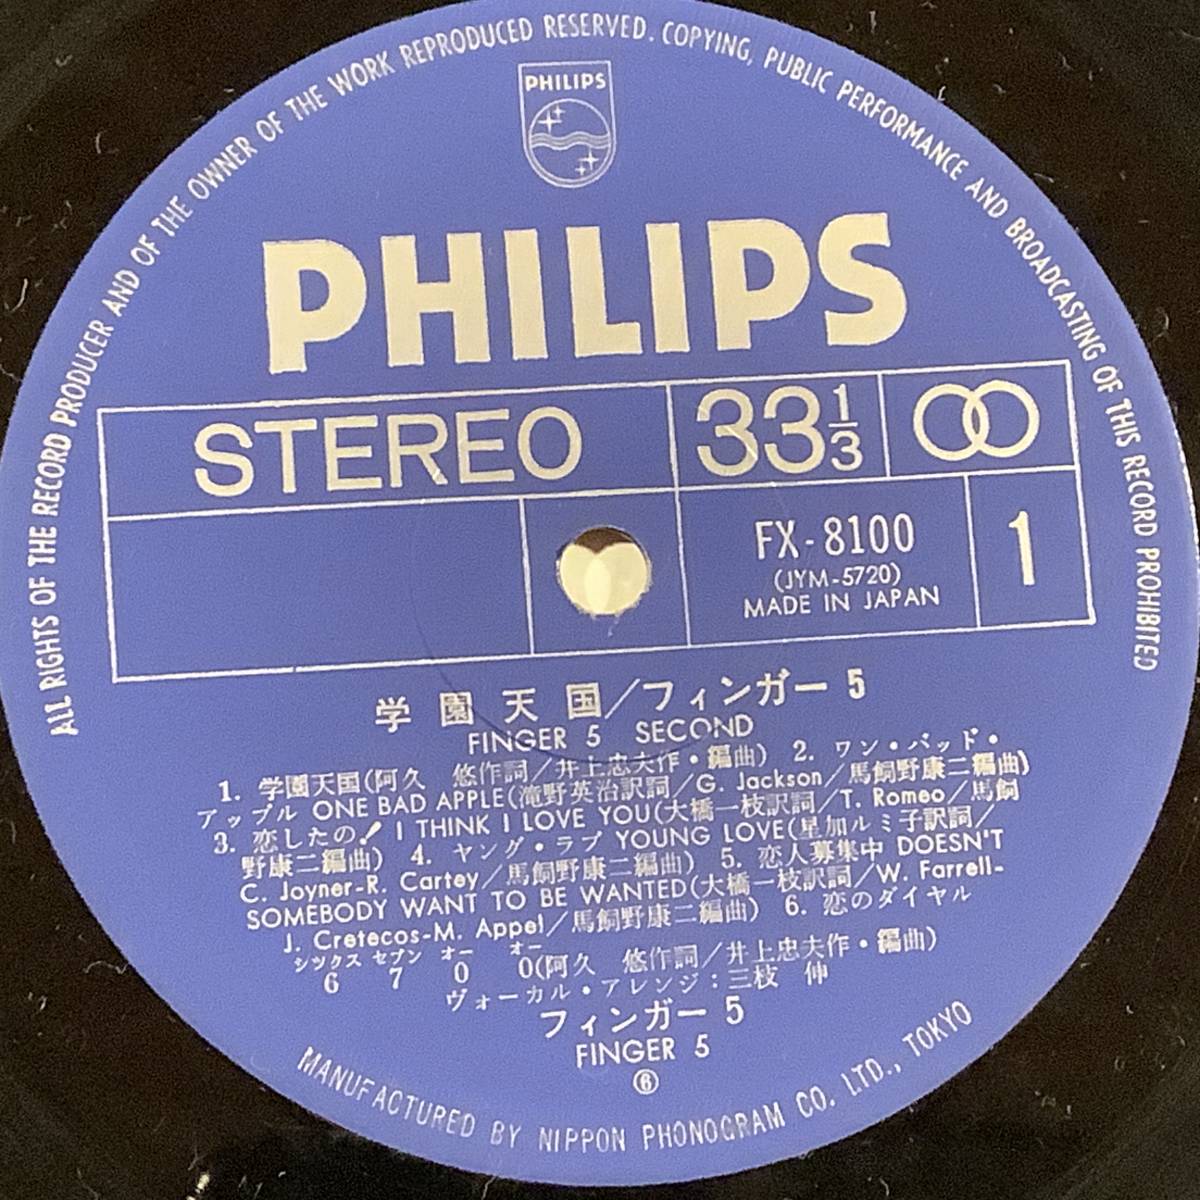 ALL RIGHTS OF THE RECORD PRODUCER AND OF THE OWNER OF THE WORK REPRODUCED RESERVED. COPYING, PUBLIC PERFORMANCE AND BROADCASTING OF THIS RECORD PROHIBITED
PHILIPS
PHILIPS
STEREO
33 1/3
FX-8100
(JYM-5720)
MADE IN JAPAN
1
学園天国/フィンガー5
FINGER 5 SECOND
1. 学園天国(阿久 悠作詞/井上忠夫作・編曲) 2. ワン・バッド・
アップル ONE BAD APPLE(滝野英治訳詞/G. Jackson/馬飼野康二編曲)
3. 恋したの! I THINK I LOVE YOU(大橋一枝訳詞/T. Romeo/馬飼
野康二編曲) 4. ヤング・ラブ YOUNG LOVE(星加ルミ子訳詞/
C. Joyner-R. Cartey/馬飼野康二編曲) 5. 恋人募集中 DOESN'T
SOMEBODY WANT TO BE WANTED(大橋一枝訳詞/W. Farrell-
J. Cretecos-M. Appel/馬飼野康二編曲) 6. 恋のダイヤル
シックス セブン オー オー
6 7 0 0(阿久 悠作詞/井上忠夫作・編曲)
ヴォーカル・アレンジ:三枝 伸
フィンガー5
FINGER 5
⑥
MANUFACTURED BY NIPPON PHONOGRAM CO. LTD., TOKYO